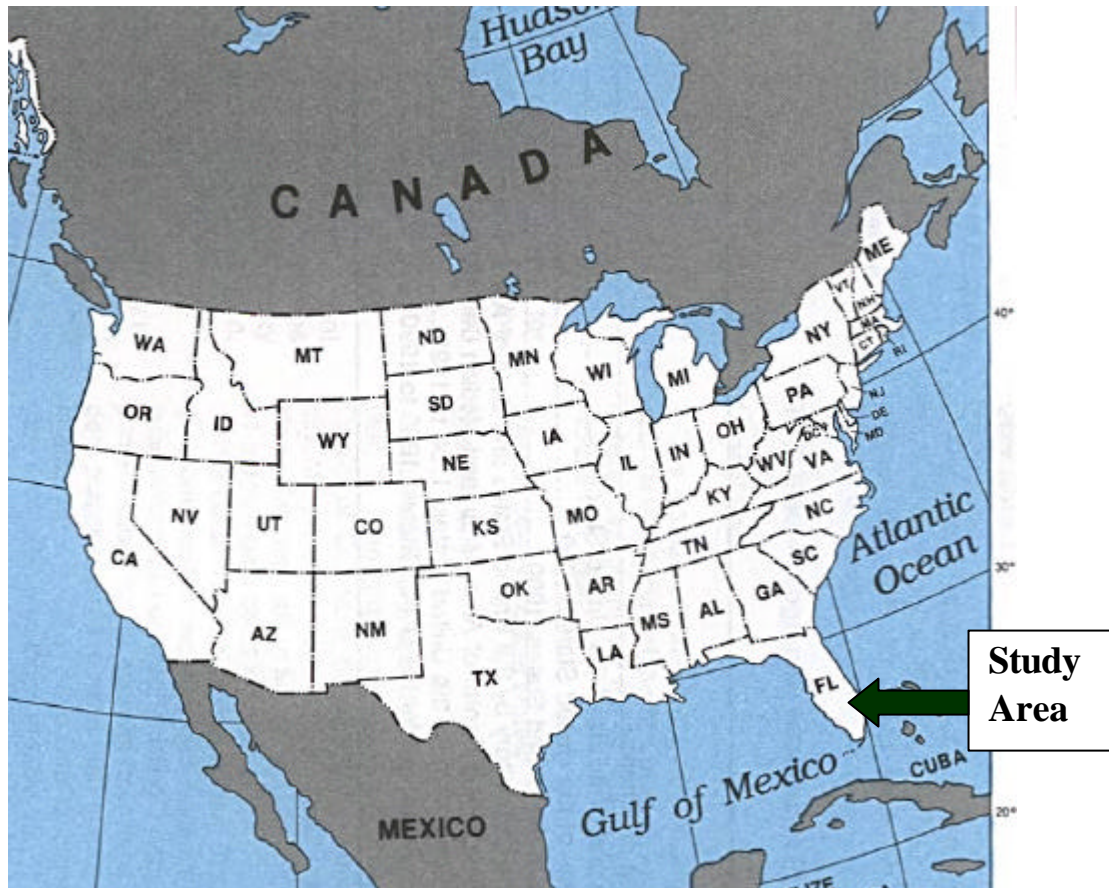 Hudson
Bay
CANADA
ME
VT
NH
WA
MT
ND
MN
NY
MA
40°
CT
RI
WI
MI
OR
ID
SD
PA
NJ
DE
MD
WY
IA
OH
NE
IL
IN
WV
VA
NV
UT
CO
KS
MO
KY
NC
CA
TN
SC
Atlantic
Ocean
30°
OK
AR
GA
AZ
NM
MS
AL
LA
TX
FL
Study
Area
Gulf of Mexico
CUBA
MEXICO
20°